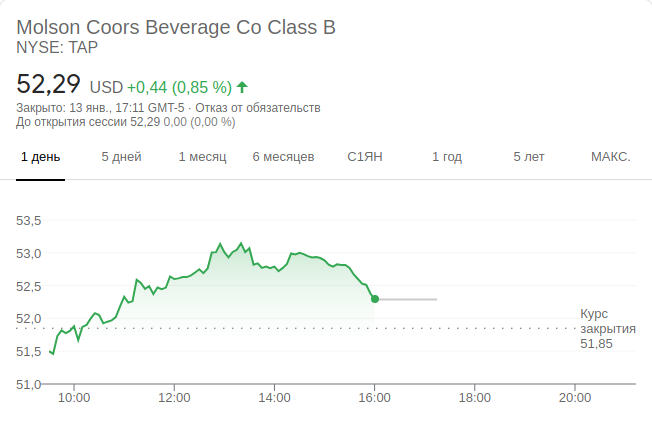 Molson Coors Beverage Co Class B
NYSE: TAP
52,29 USD +0,44 (0,85 %)
Закрыто: 13 янв., 17:11 GMT-5 · Отказ от обязательств
До открытия сессии 52,29 0,00 (0,00 %)
1 день 5 дней 1 месяц 6 месяцев С1ЯН 1 год 5 лет МАКС.
53,5
53,0
52,5
52,0
51,5
51,0
Курс
закрытия
51,85
10:00 12:00 14:00 16:00 18:00 20:00